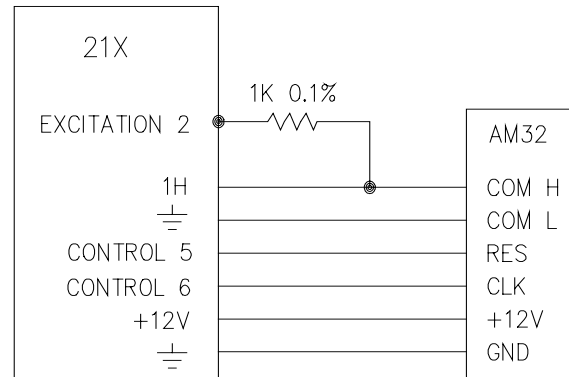 21X
1K 0.1%
EXCITATION 2
AM32
1H
COM H
COM L
CONTROL 5
RES
CONTROL 6
CLK
+12V
+12V
GND